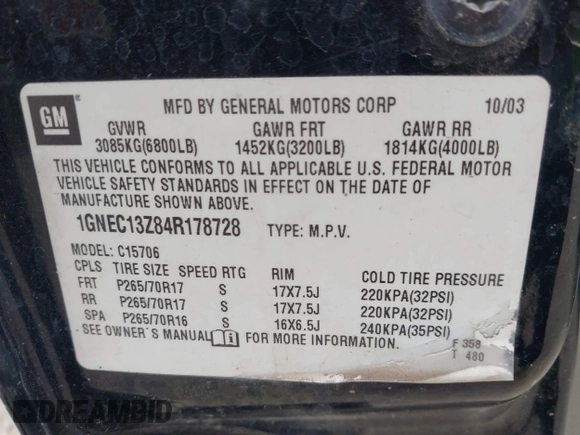 GM ®
MFD BY GENERAL MOTORS CORP 10/03
GVWR GAWR FRT GAWR RR
3085KG(6800LB) 1452KG(3200LB) 1814KG(4000LB)
THIS VEHICLE CONFORMS TO ALL APPLICABLE U.S. FEDERAL MOTOR
VEHICLE SAFETY STANDARDS IN EFFECT ON THE DATE OF
MANUFACTURE SHOWN ABOVE.
1GNEC13Z84R178728 TYPE: M.P.V.
MODEL: C15706
CPLS TIRE SIZE SPEED RTG RIM COLD TIRE PRESSURE
FRT P265/70R17 S 17X7.5J 220KPA(32PSI)
RR P265/70R17 S 17X7.5J 220KPA(32PSI)
SPA P265/70R16 S 16X6.5J 240KPA(35PSI)
SEE OWNER'S MANUAL FOR MORE INFORMATION.
F 358
T 480
DREAMBID